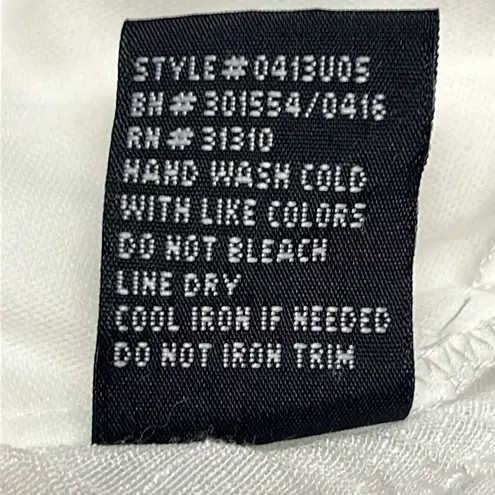 STYLE#0413U05
BN#301554/0416
RN#31310
HAND WASH COLD
WITH LIKE COLORS
DO NOT BLEACH
LINE DRY
COOL IRON IF NEEDED
DO NOT IRON TRIM